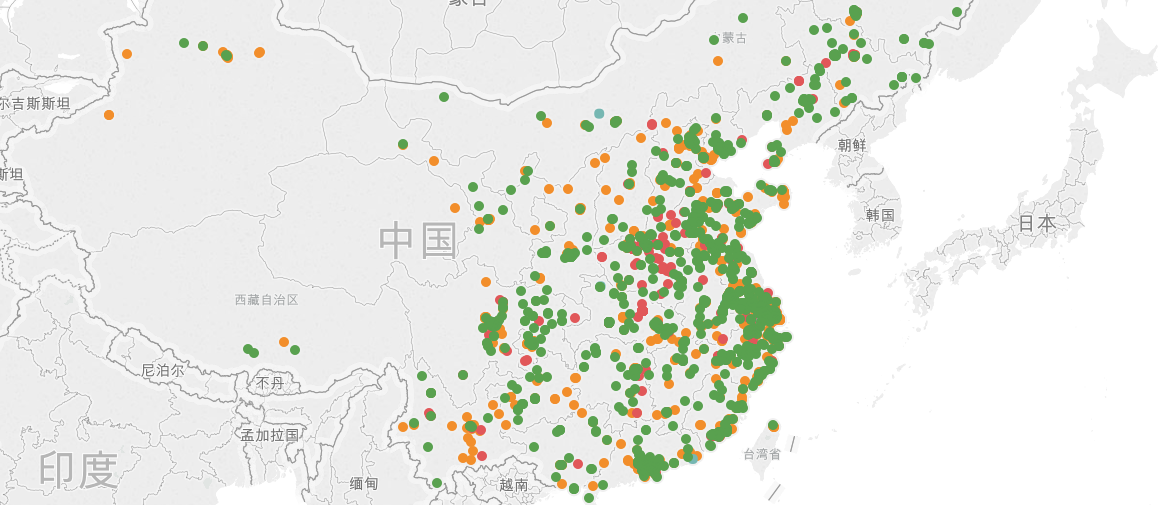 蒙古
尔吉斯斯坦
朝鲜
斯坦
韩国
日本
中国
西藏自治区
尼泊尔
不丹
孟加拉国
台湾省
印度
缅甸
越南